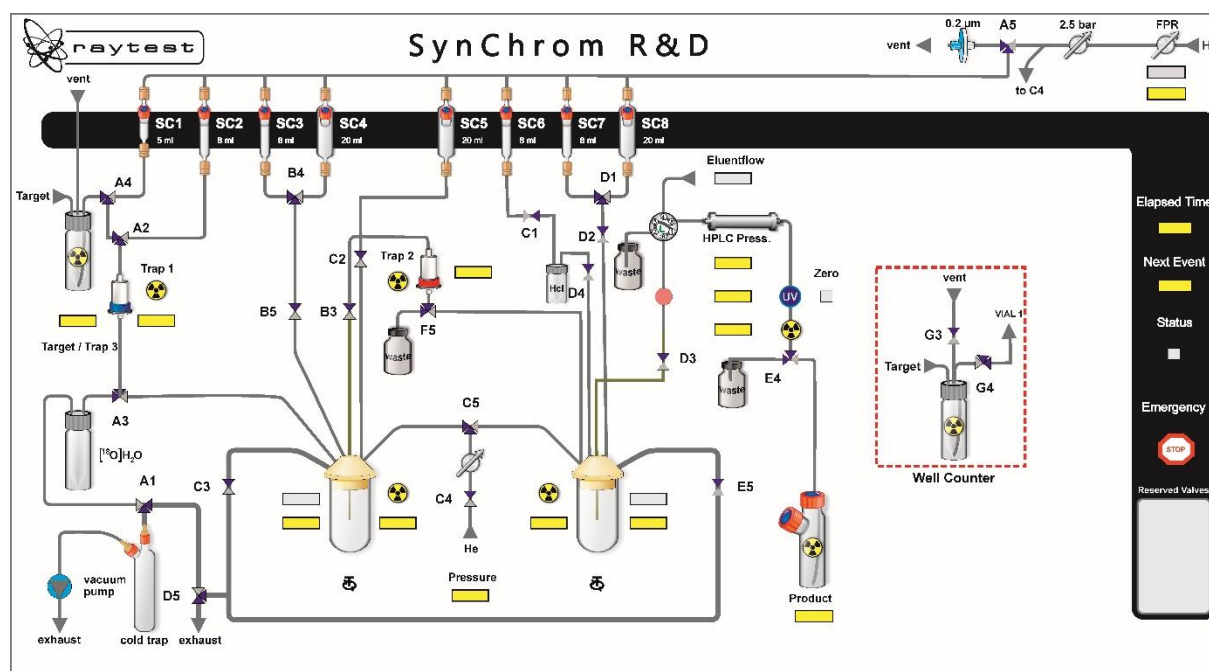 raytest
SynChrom R&D
0.2 µm
A5
2.5 bar
FPR
vent
H
to C4
vent
SC1
5 ml
SC2
8 ml
SC3
8 ml
SC4
20 ml
SC5
20 ml
SC6
8 ml
SC7
8 ml
SC8
20 ml
Target
A4
A2
B4
D1
Eluentflow
C1
D2
HPLC Press.
Trap 1
C2
Trap 2
Hcl
D4
waste
L
Zero
UV
B5
B3
F5
waste
D3
waste
E4
Target / Trap 3
A3
[¹⁸O]H₂O
A1
C3
C5
C4
He
E5
Pressure
vacuum
pump
D5
exhaust
cold trap
exhaust
Product
vent
VIAL 1
G3
Target
G4
Well Counter
Elapsed Time
Next Event
Status
Emergency
STOP
Reserved Valves